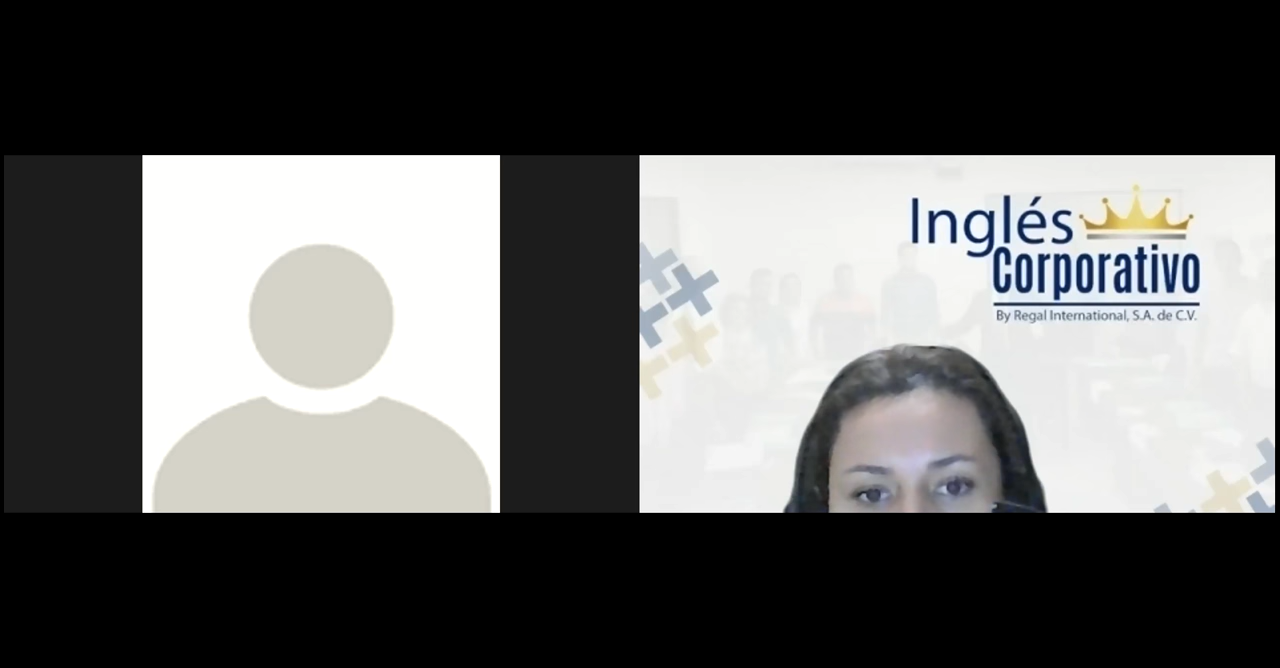 Inglés
Corporativo
By Regal International, S.A. de C.V.